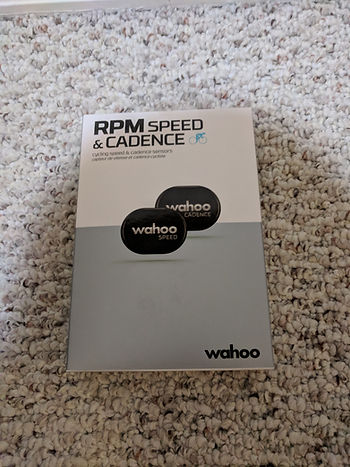 RPM SPEED
& CADENCE
Cycling speed & cadence sensors
capteur de vitesse et cadence cycliste
wahoo
CADENCE
wahoo
SPEED
wahoo